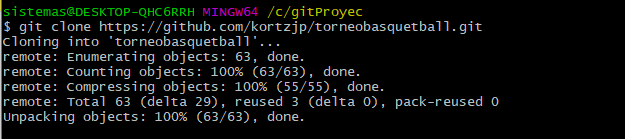 sistemas@DESKTOP-QHC6RRH MINGW64 /c/gitProyec
$ git clone https://github.com/kortzjp/torneobasquetball.git
Cloning into 'torneobasquetball'...
remote: Enumerating objects: 63, done.
remote: Counting objects: 100% (63/63), done.
remote: Compressing objects: 100% (55/55), done.
remote: Total 63 (delta 29), reused 3 (delta 0), pack-reused 0
Unpacking objects: 100% (63/63), done.